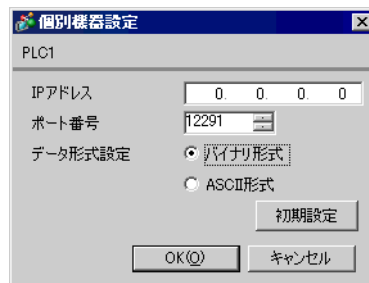 個別機器設定
PLC1
IPアドレス 0. 0. 0. 0
ポート番号 12291
データ形式設定 バイナリ形式
ASCII形式
初期設定
OK(O) キャンセル